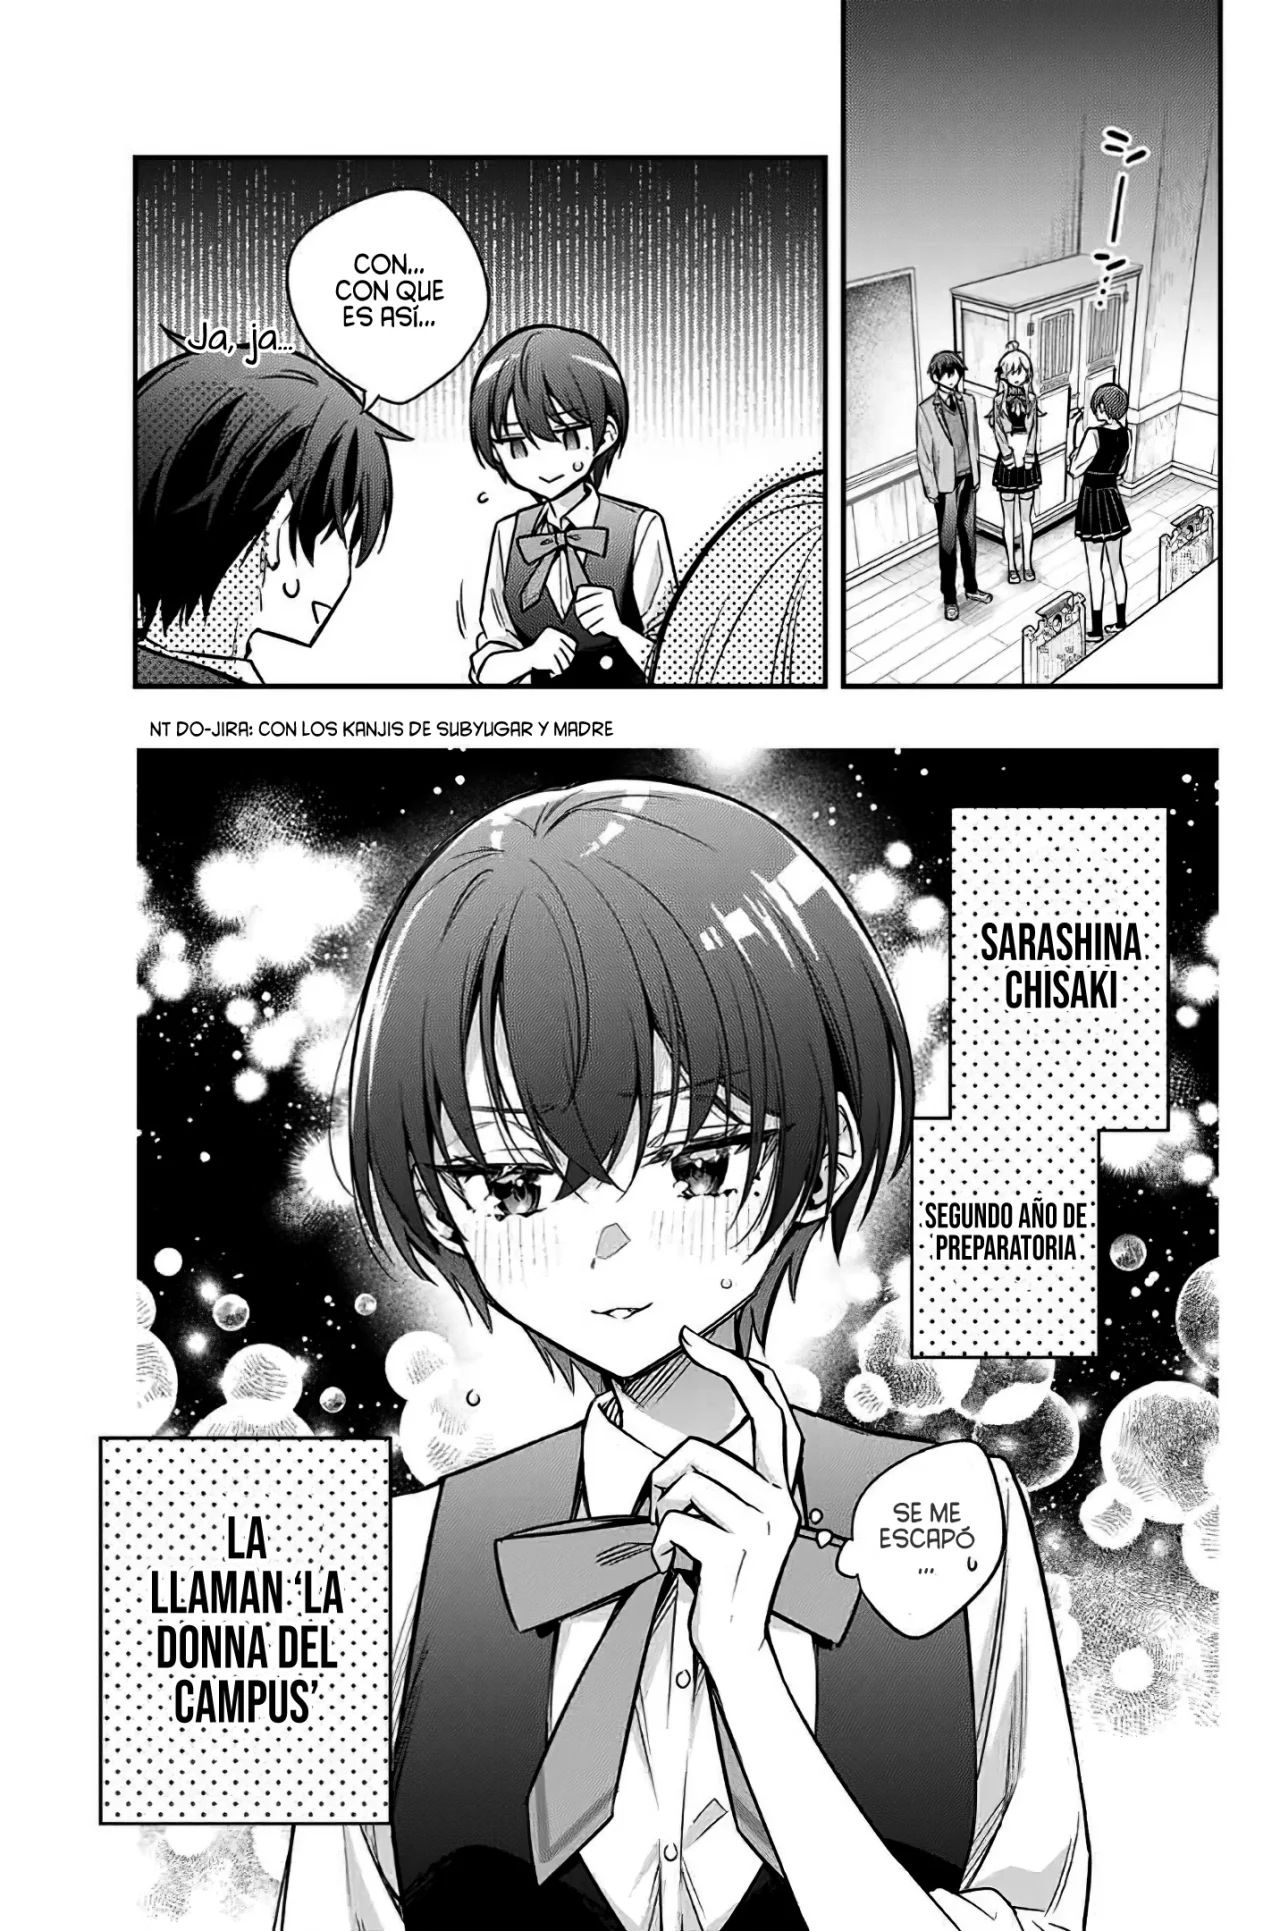 CON...
CON QUE
ES ASÍ...
Ja, ja...
NT DO-JIRA: CON LOS KANJIS DE SUBYUGAR Y MADRE
SARASHINA
CHISAKI
SEGUNDO AÑO DE
PREPARATORIA
SE ME
ESCAPÓ
...
LA
LLAMAN ‘LA
DONNA DEL
CAMPUS’